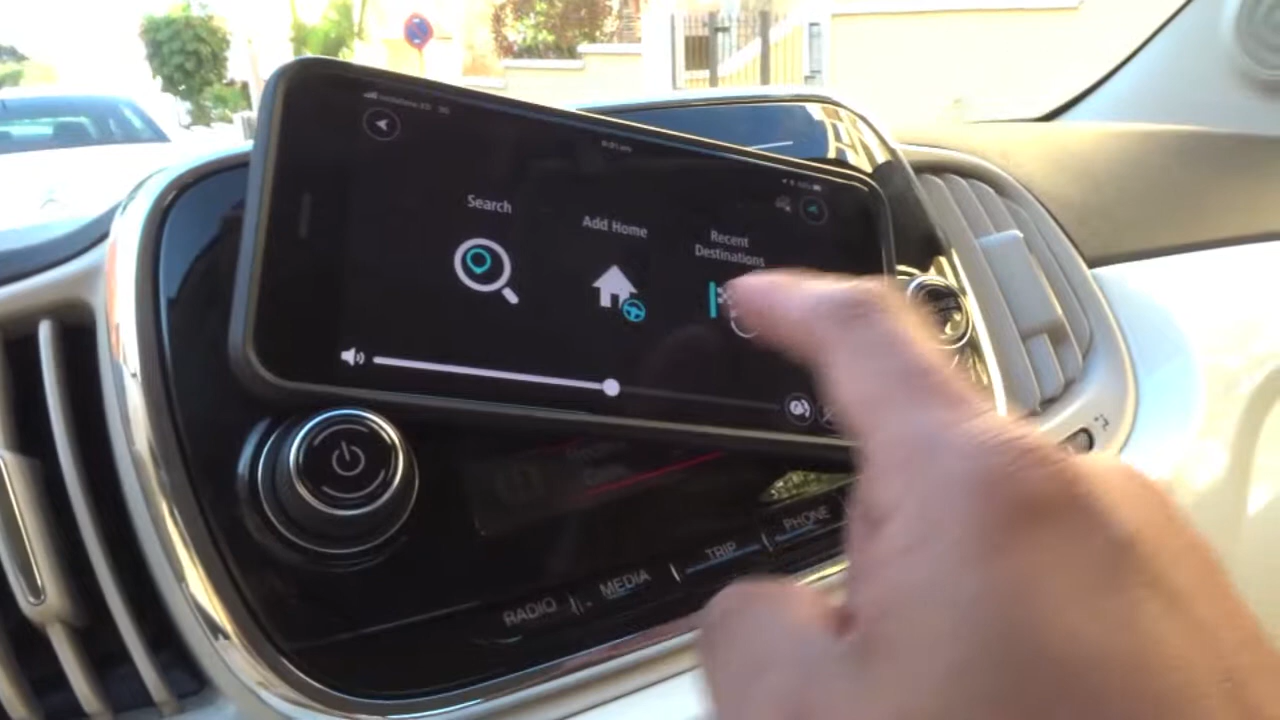 Search
Add Home
Recent
Destinations
RADIO
MEDIA
TRIP
PHONE